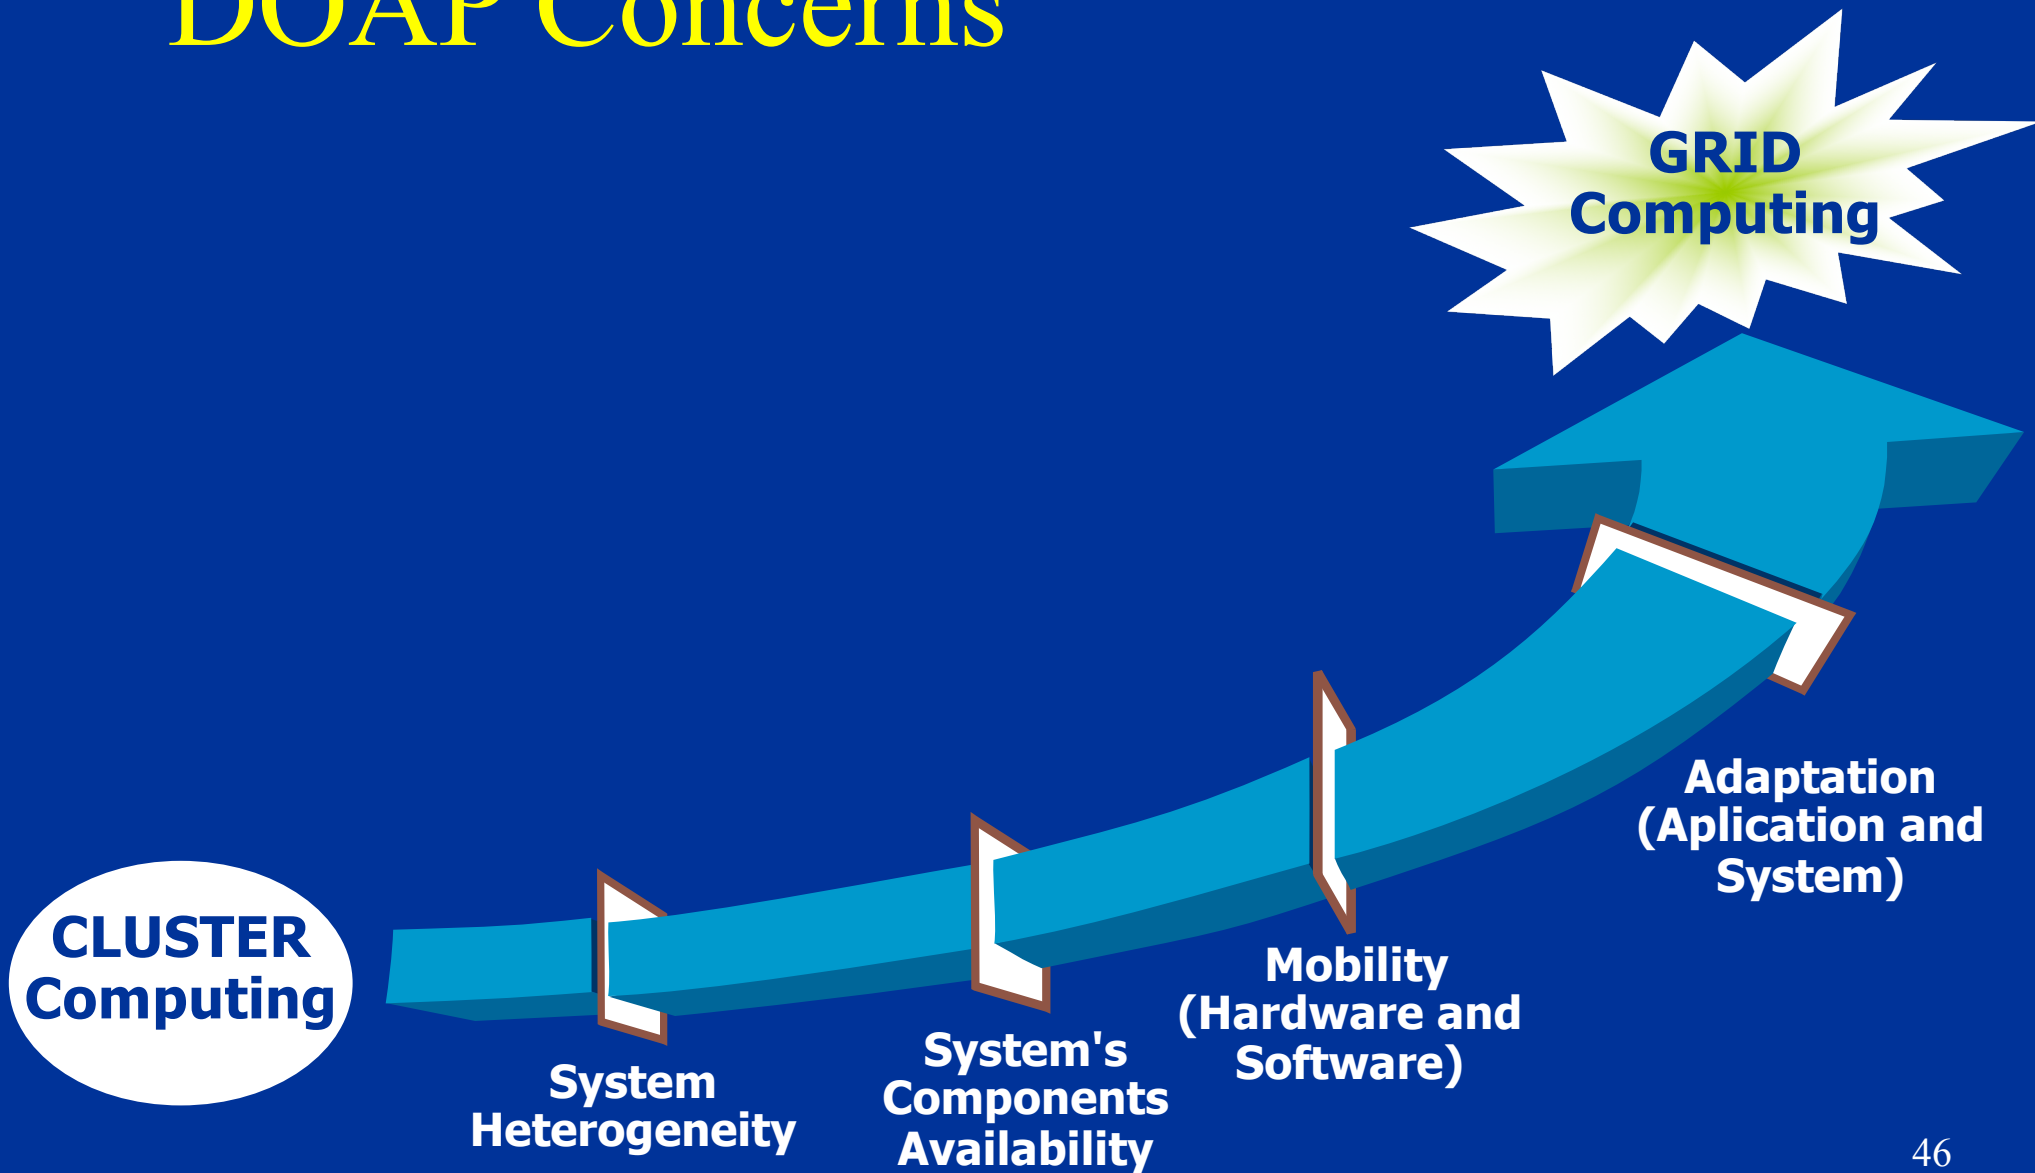 DOAP Concerns
GRID
Computing
CLUSTER
Computing
System
Heterogeneity
System's
Components
Availability
Mobility
(Hardware and
Software)
Adaptation
(Aplication and
System)
46